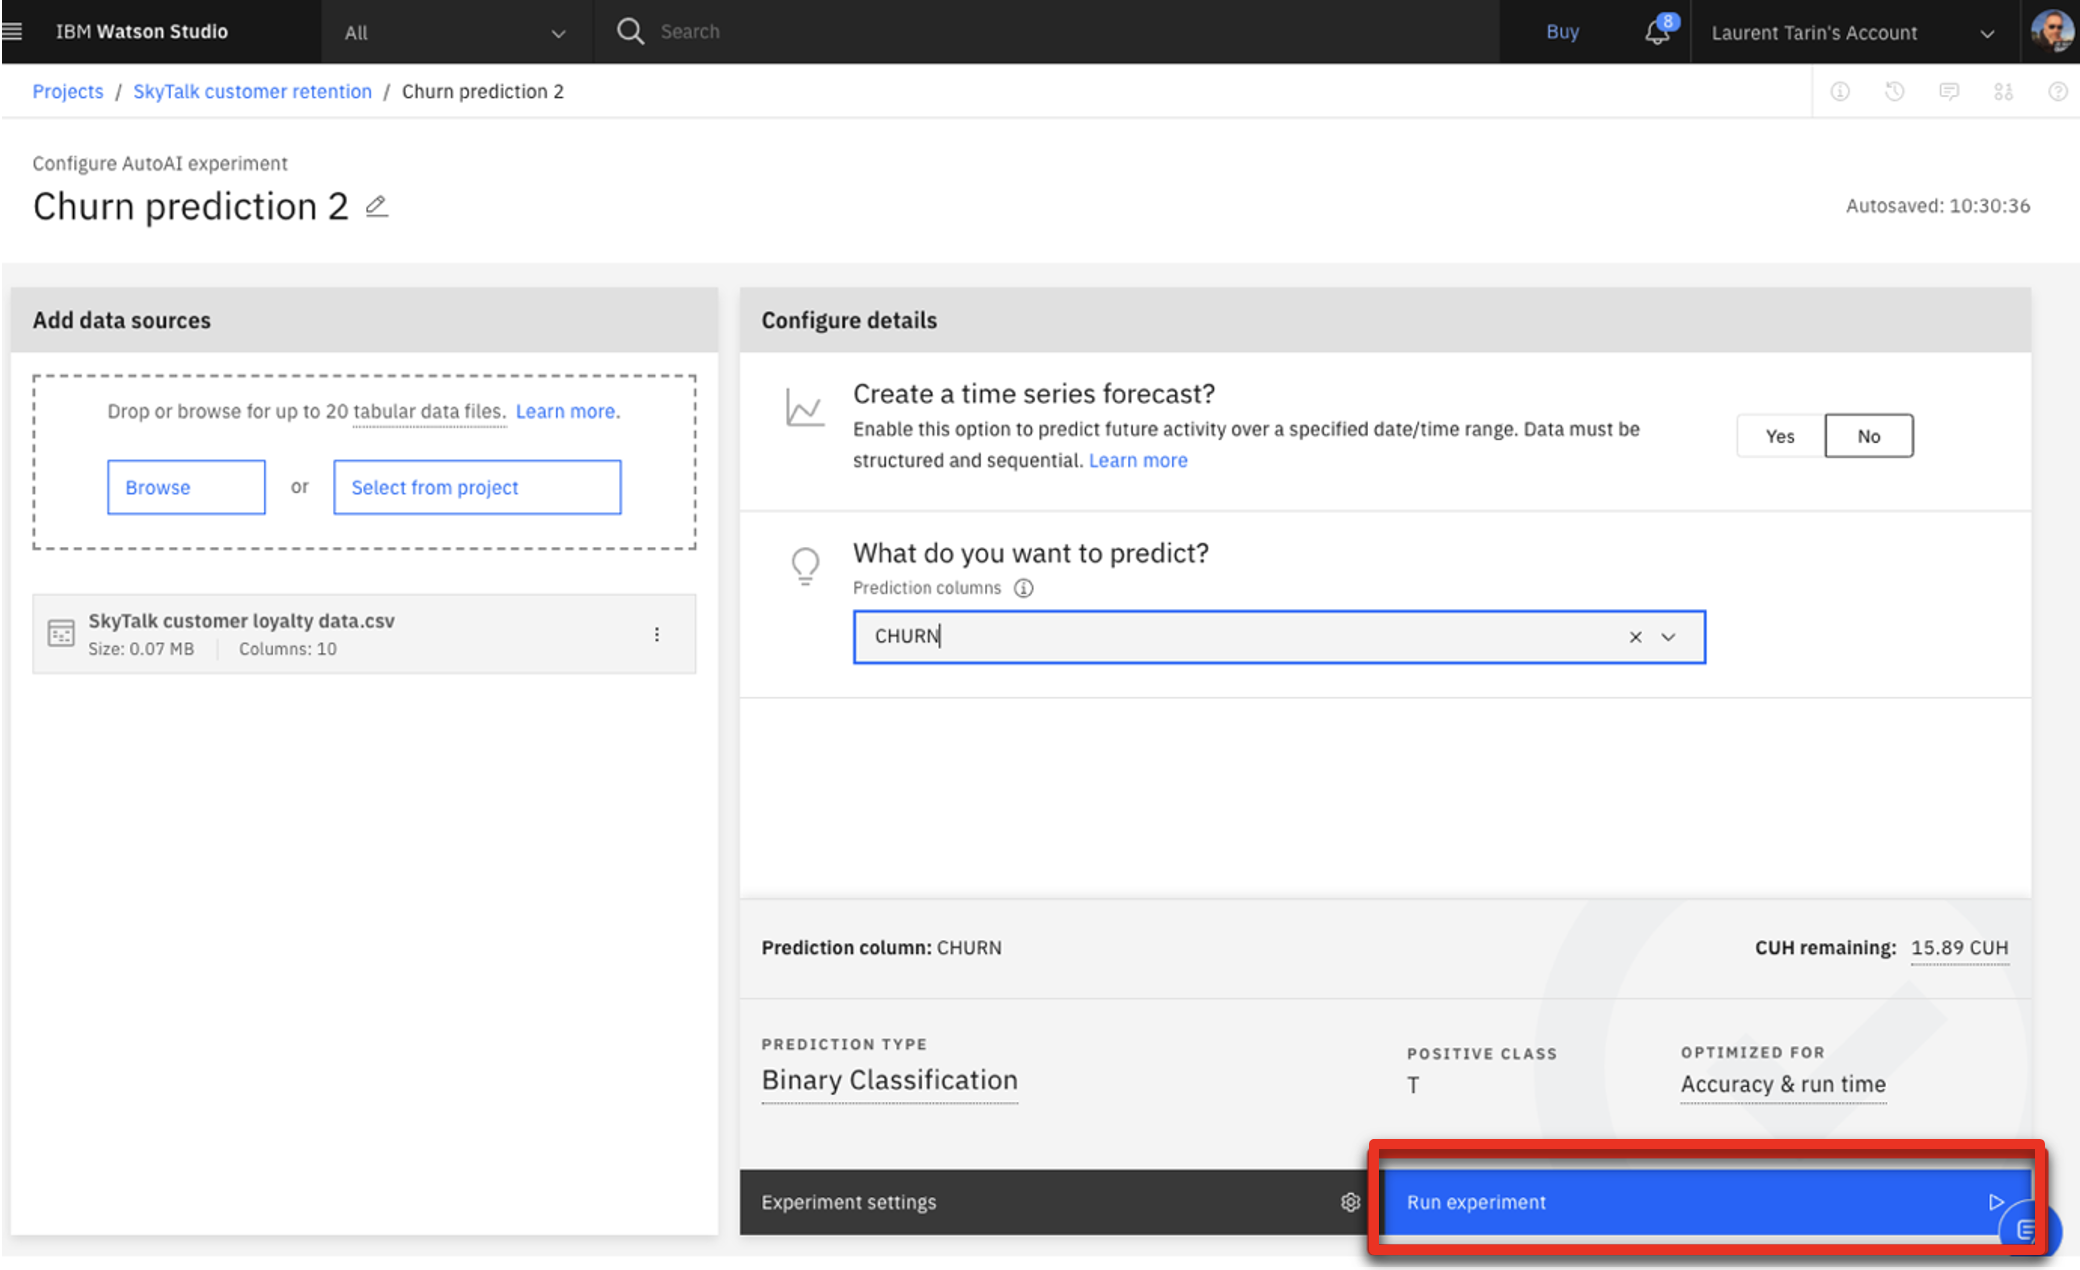 IBM Watson Studio
All
Search
Buy
8
Laurent Tarin's Account
Projects / SkyTalk customer retention / Churn prediction 2
Configure AutoAI experiment
Churn prediction 2
Autosaved: 10:30:36
Add data sources
Drop or browse for up to 20 tabular data files. Learn more.
Browse or Select from project
SkyTalk customer loyalty data.csv
Size: 0.07 MB Columns: 10
Configure details
Create a time series forecast?
Enable this option to predict future activity over a specified date/time range. Data must be
structured and sequential. Learn more
Yes No
What do you want to predict?
Prediction columns
CHURN
Prediction column: CHURN
CUH remaining: 15.89 CUH
PREDICTION TYPE
Binary Classification
POSITIVE CLASS
T
OPTIMIZED FOR
Accuracy & run time
Experiment settings
Run experiment